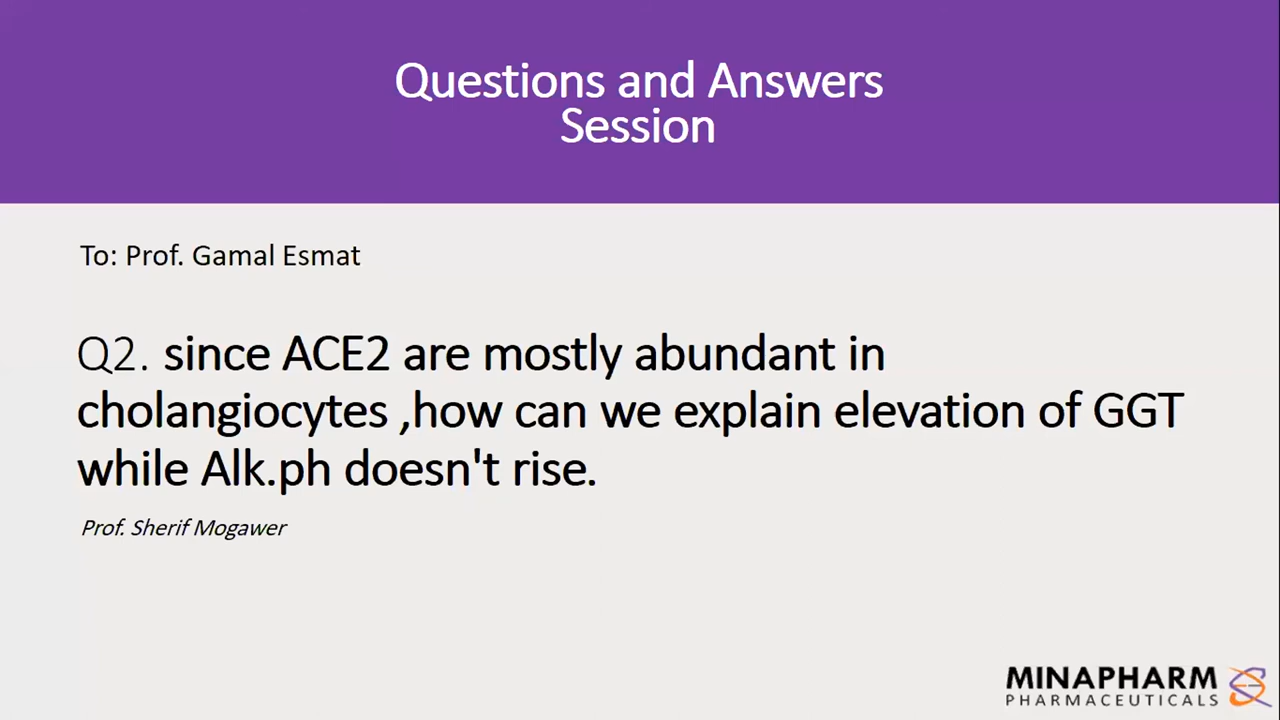 Questions and Answers
Session
To: Prof. Gamal Esmat
Q2. since ACE2 are mostly abundant in
cholangiocytes ,how can we explain elevation of GGT
while Alk.ph doesn't rise.
Prof. Sherif Mogawer
MINAPHARM
PHARMACEUTICALS